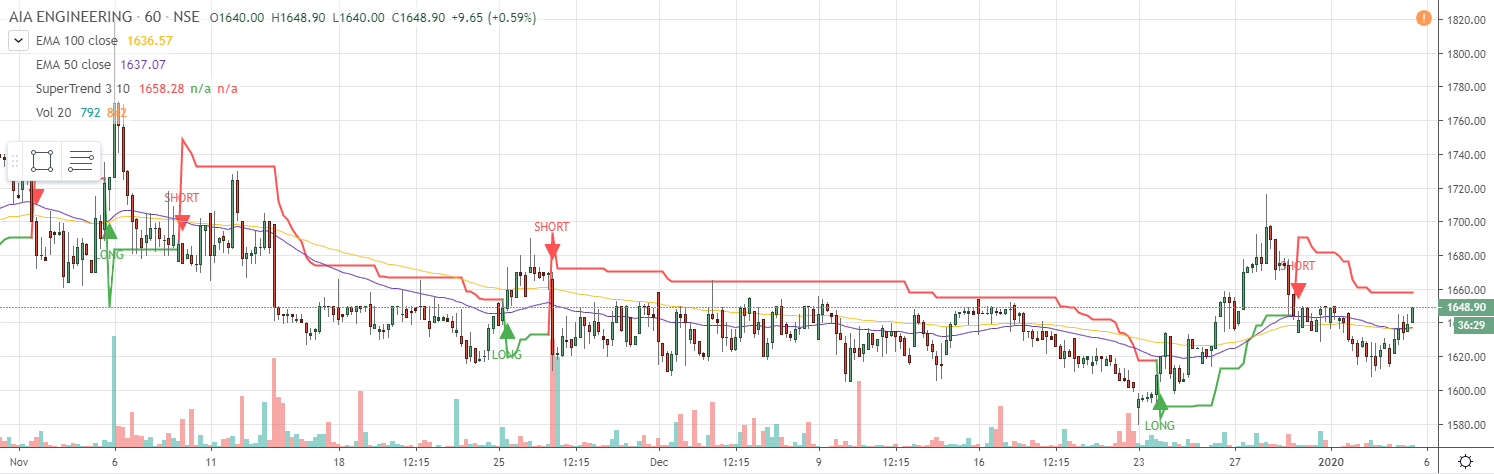 AIA ENGINEERING · 60 · NSE O1640.00 H1648.90 L1640.00 C1648.90 +9.65 (+0.59%)
EMA 100 close 1636.57
EMA 50 close 1637.07
SuperTrend 3 10 1658.28 n/a n/a
Vol 20 792
SHORT
LONG
SHORT
LONG
SHORT
LONG
1820.00
1800.00
1780.00
1760.00
1740.00
1720.00
1700.00
1680.00
1660.00
1648.90
36:29
1620.00
1600.00
1580.00
Nov 6 11 18 12:15 25 12:15 Dec 12:15 9 12:15 16 12:15 23 27 2020 6